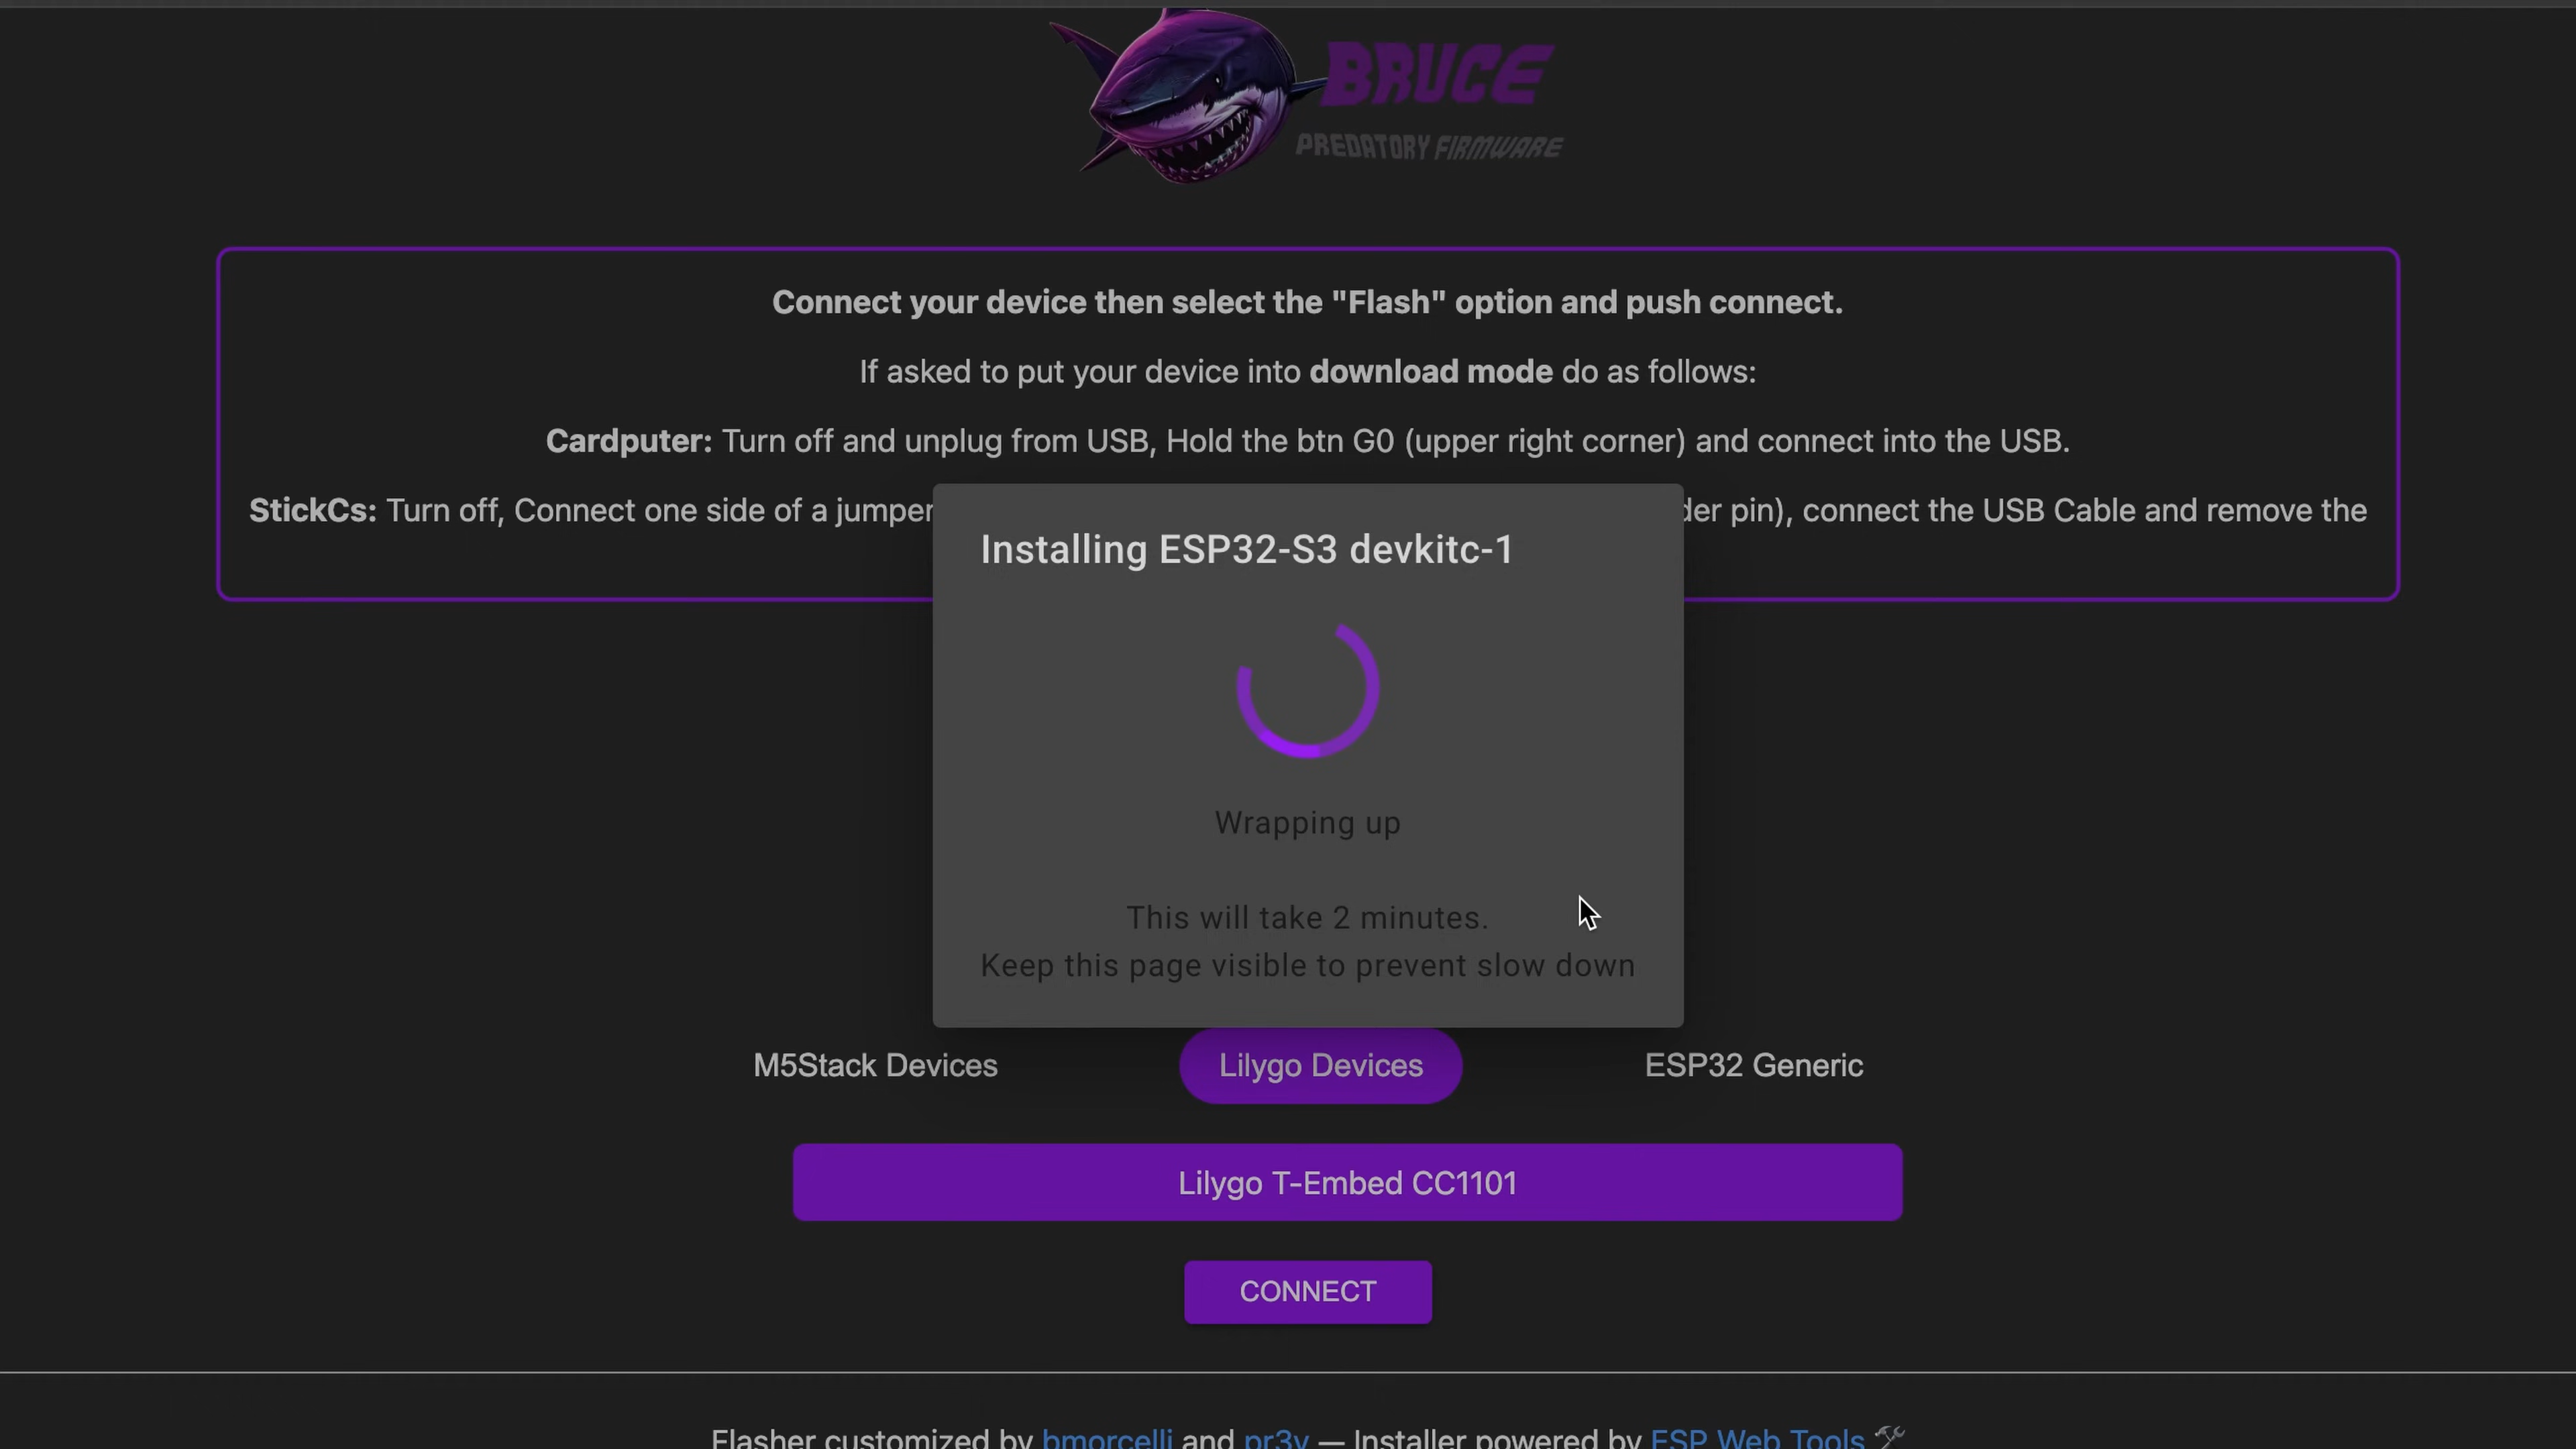 BRUCE
PREDATORY FIRMWARE
Connect your device then select the "Flash" option and push connect.
If asked to put your device into download mode do as follows:
Cardputer: Turn off and unplug from USB, Hold the btn G0 (upper right corner) and connect into the USB.
StickCs: Turn off, Connect one side of a jumper der pin), connect the USB Cable and remove the
Installing ESP32-S3 devkitc-1
Wrapping up
This will take 2 minutes.
Keep this page visible to prevent slow down
M5Stack Devices Lilygo Devices ESP32 Generic
Lilygo T-Embed CC1101
CONNECT
Flasher customized by bmorcelli and pr3y — Installer powered by ESP Web Tools